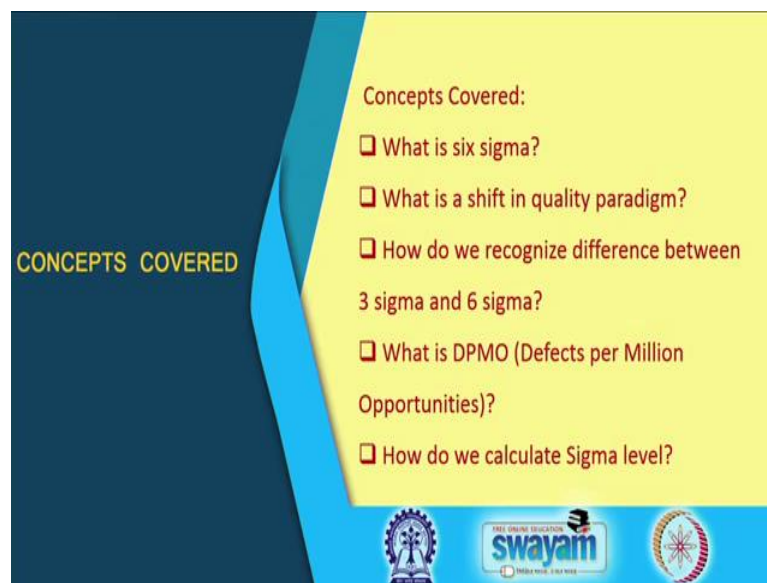 CONCEPTS COVERED
Concepts Covered:
❑ What is six sigma?
❑ What is a shift in quality paradigm?
❑ How do we recognize difference between
3 sigma and 6 sigma?
❑ What is DPMO (Defects per Million
Opportunities)?
❑ How do we calculate Sigma level?
FREE ONLINE EDUCATION
swayam